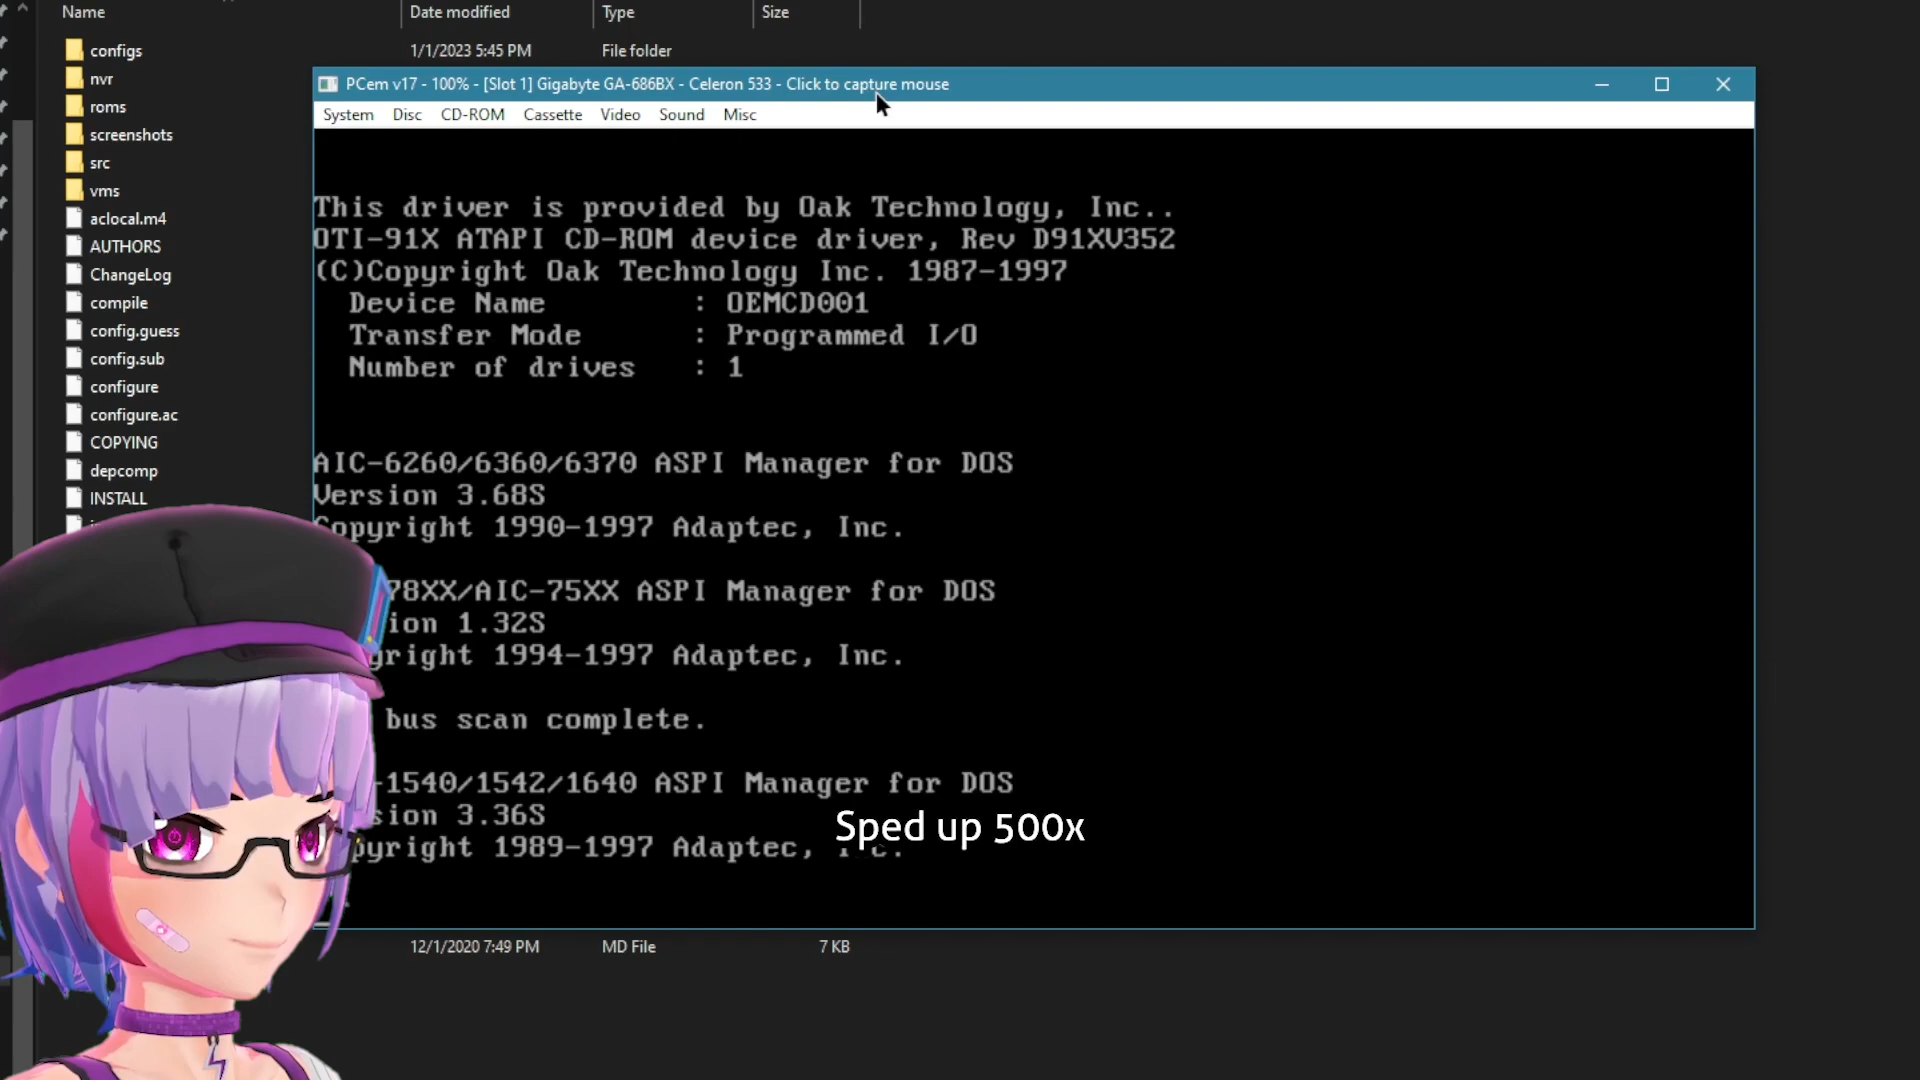 Name
Date modified
Type
Size
configs
1/1/2023 5:45 PM
File folder
nvr
roms
screenshots
src
vms
aclocal.m4
AUTHORS
ChangeLog
compile
config.guess
config.sub
configure
configure.ac
COPYING
depcomp
INSTALL
PCem v17 - 100% - [Slot 1] Gigabyte GA-686BX - Celeron 533 - Click to capture mouse
System Disc CD-ROM Cassette Video Sound Misc
This driver is provided by Oak Technology, Inc..
OTI-91X ATAPI CD-ROM device driver, Rev D91XV352
(C)Copyright Oak Technology Inc. 1987-1997
Device Name : OEMCD001
Transfer Mode : Programmed I/O
Number of drives : 1
AIC-6260/6360/6370 ASPI Manager for DOS
Version 3.68S
Copyright 1990-1997 Adaptec, Inc.
78XX/AIC-75XX ASPI Manager for DOS
ion 1.32S
yright 1994-1997 Adaptec, Inc.
bus scan complete.
-1540/1542/1640 ASPI Manager for DOS
sion 3.36S
pyright 1989-1997 Adaptec,
Sped up 500x
12/1/2020 7:49 PM
MD File
7 KB